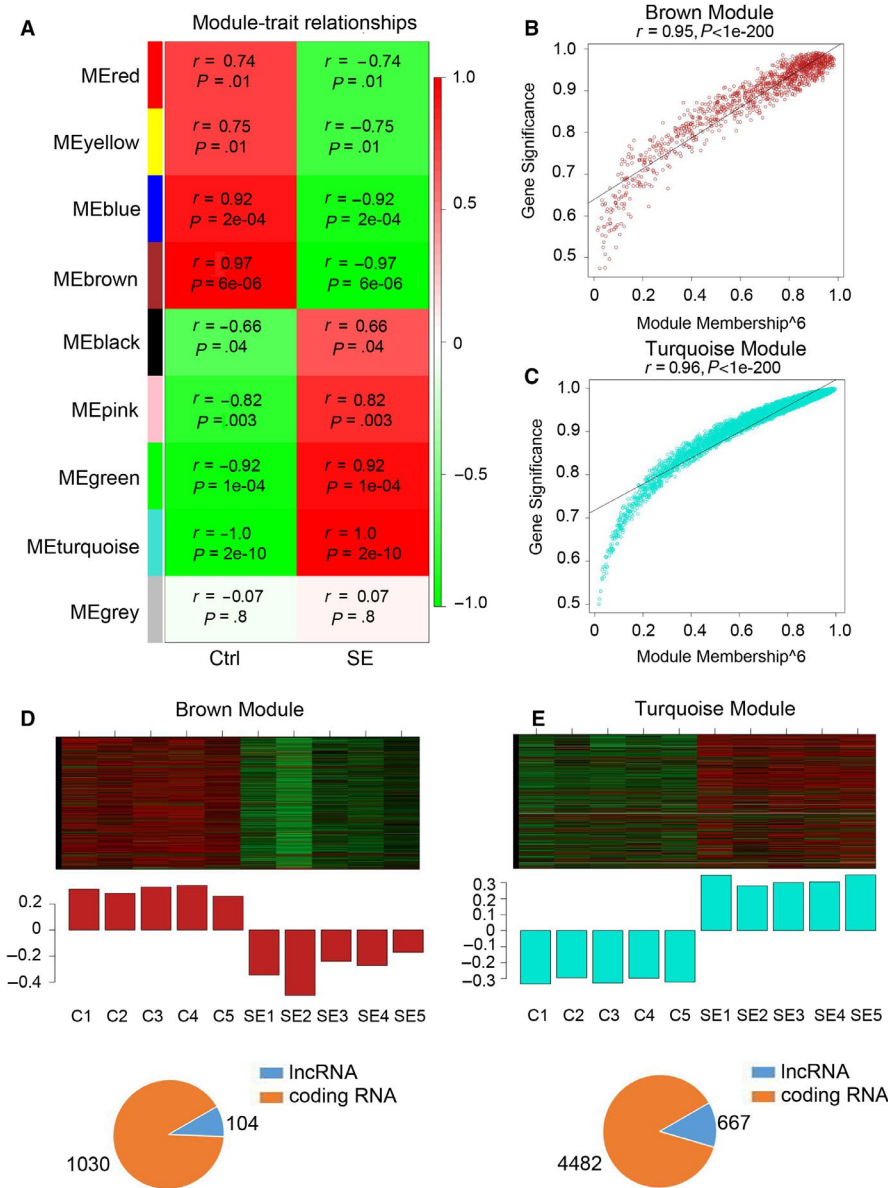 A
Module-trait relationships
MEred
r = 0.74
P = .01
r = −0.74
P = .01
MEyellow
r = 0.75
P = .01
r = −0.75
P = .01
MEblue
r = 0.92
P = 2e-04
r = −0.92
P = 2e-04
MEbrown
r = 0.97
P = 6e-06
r = −0.97
P = 6e-06
MEblack
r = −0.66
P = .04
r = 0.66
P = .04
MEpink
r = −0.82
P = .003
r = 0.82
P = .003
MEgreen
r = −0.92
P = 1e-04
r = 0.92
P = 1e-04
MEturquoise
r = −1.0
P = 2e-10
r = 1.0
P = 2e-10
MEgrey
r = −0.07
P = .8
r = 0.07
P = .8
Ctrl SE
1.0
0.5
0
−0.5
−1.0
B
Brown Module
r = 0.95, P<1e-200
Gene Significance
1.0
0.9
0.8
0.7
0.6
0.5
0 0.2 0.4 0.6 0.8 1.0
Module Membership^6
C
Turquoise Module
r = 0.96, P<1e-200
Gene Significance
1.0
0.9
0.8
0.7
0.6
0.5
0 0.2 0.4 0.6 0.8 1.0
Module Membership^6
D
Brown Module
0.2
0
−0.2
−0.4
C1 C2 C3 C4 C5 SE1 SE2 SE3 SE4 SE5
lncRNA
coding RNA
104
1030
E
Turquoise Module
0.3
0.2
0.1
0
−0.1
−0.2
−0.3
C1 C2 C3 C4 C5 SE1 SE2 SE3 SE4 SE5
lncRNA
coding RNA
667
4482